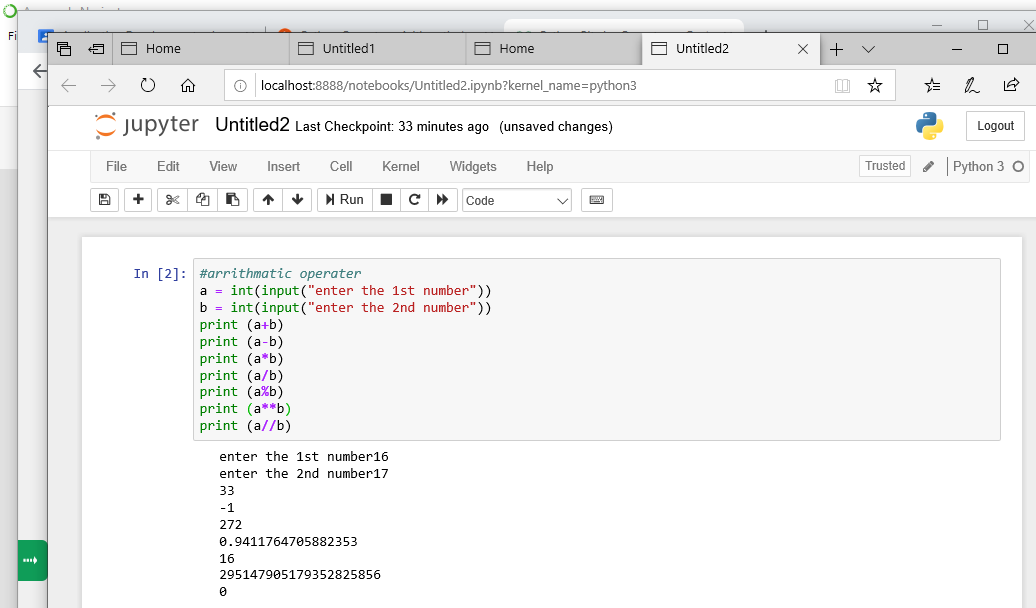 Fi
Home
Untitled1
Home
Untitled2
localhost:8888/notebooks/Untitled2.ipynb?kernel_name=python3
jupyter Untitled2 Last Checkpoint: 33 minutes ago (unsaved changes)
Logout
File Edit View Insert Cell Kernel Widgets Help
Trusted Python 3
Run Code
In [2]: #arrithmatic operater
a = int(input("enter the 1st number"))
b = int(input("enter the 2nd number"))
print (a+b)
print (a-b)
print (a*b)
print (a/b)
print (a%b)
print (a**b)
print (a//b)
enter the 1st number16
enter the 2nd number17
33
-1
272
0.9411764705882353
16
295147905179352825856
0